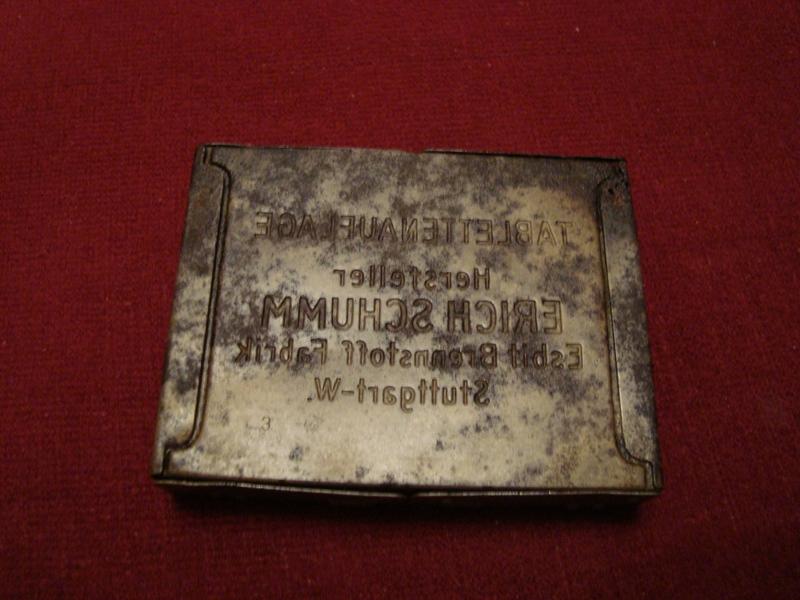 TABLETTENAUFLAGE
Hersteller
ERICH SCHUMM
Esbit Brennstoff Fabrik
Stuttgart-W.
3